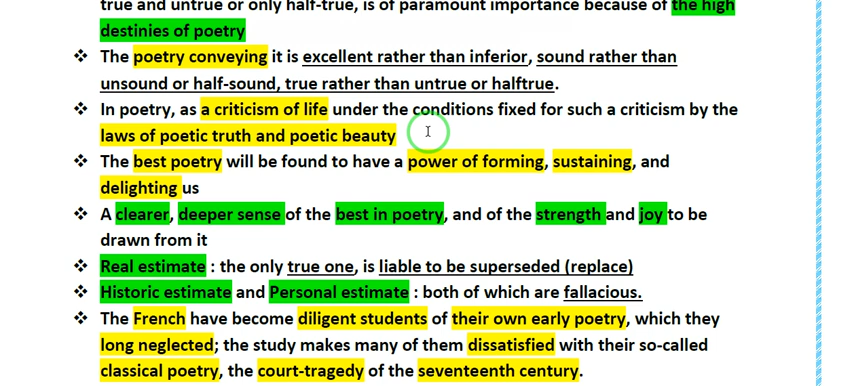 true and untrue or only half-true, is of paramount importance because of the high
destinies of poetry
❖ The poetry conveying it is excellent rather than inferior, sound rather than
unsound or half-sound, true rather than untrue or halftrue.
❖ In poetry, as a criticism of life under the conditions fixed for such a criticism by the
laws of poetic truth and poetic beauty
❖ The best poetry will be found to have a power of forming, sustaining, and
delighting us
❖ A clearer, deeper sense of the best in poetry, and of the strength and joy to be
drawn from it
❖ Real estimate : the only true one, is liable to be superseded (replace)
❖ Historic estimate and Personal estimate : both of which are fallacious.
❖ The French have become diligent students of their own early poetry, which they
long neglected; the study makes many of them dissatisfied with their so-called
classical poetry, the court-tragedy of the seventeenth century.